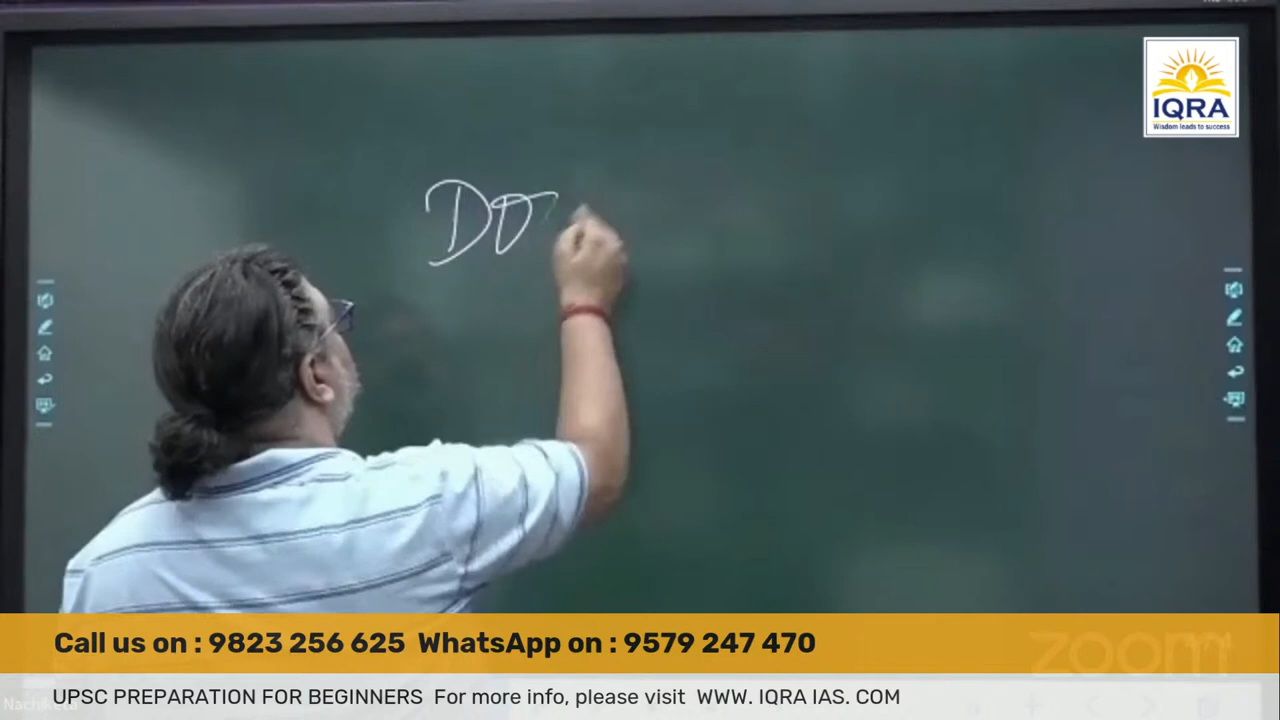 IQRA
Wisdom leads to success
DO
Call us on : 9823 256 625 WhatsApp on : 9579 247 470
zoom
UPSC PREPARATION FOR BEGINNERS For more info, please visit WWW. IQRA IAS. COM